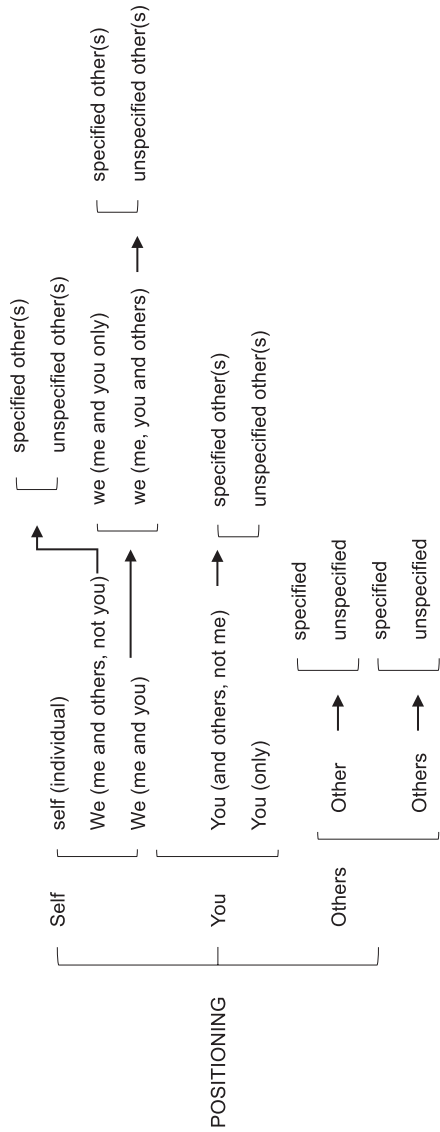 POSITIONING
Self
self (individual)
We (me and others, not you)
specified other(s)
unspecified other(s)
We (me and you)
we (me and you only)
we (me, you and others)
specified other(s)
unspecified other(s)
You
You (and others, not me)
specified other(s)
unspecified other(s)
You (only)
Others
Other
specified
unspecified
Others
specified
unspecified